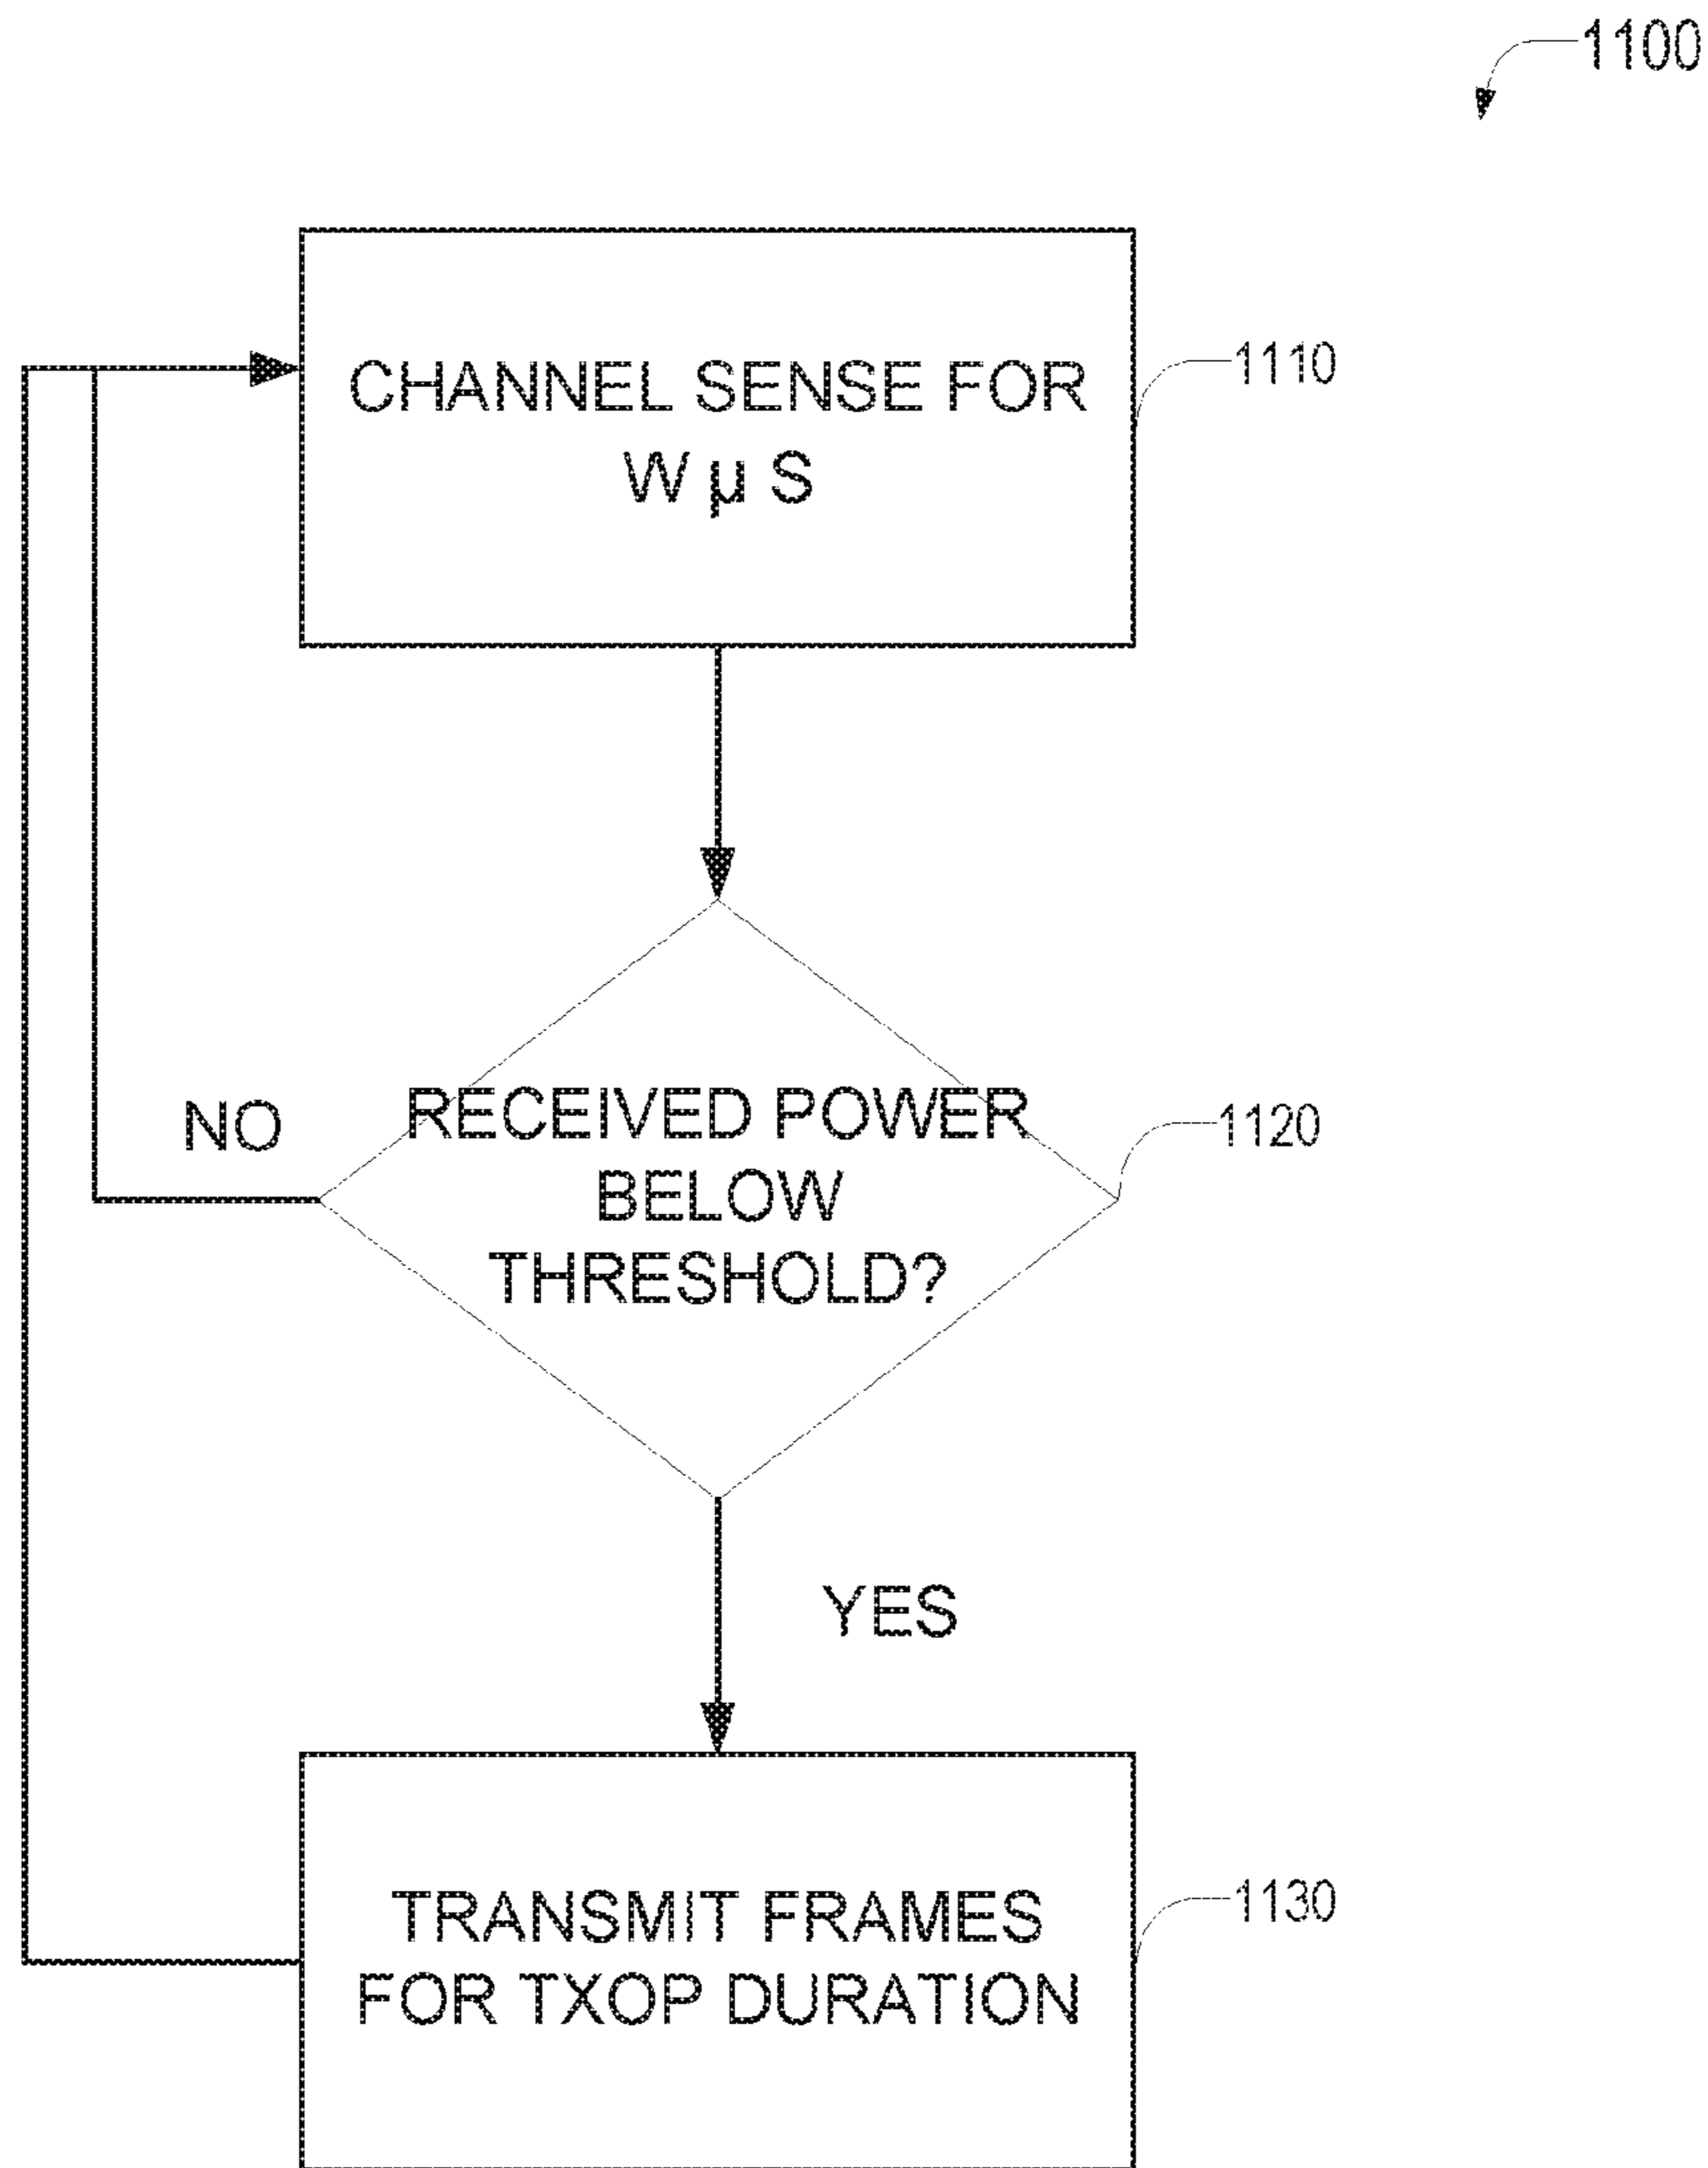 1100
CHANNEL SENSE FOR
W µ S
1110
NO
RECEIVED POWER
BELOW
THRESHOLD?
1120
YES
TRANSMIT FRAMES
FOR TXOP DURATION
1130